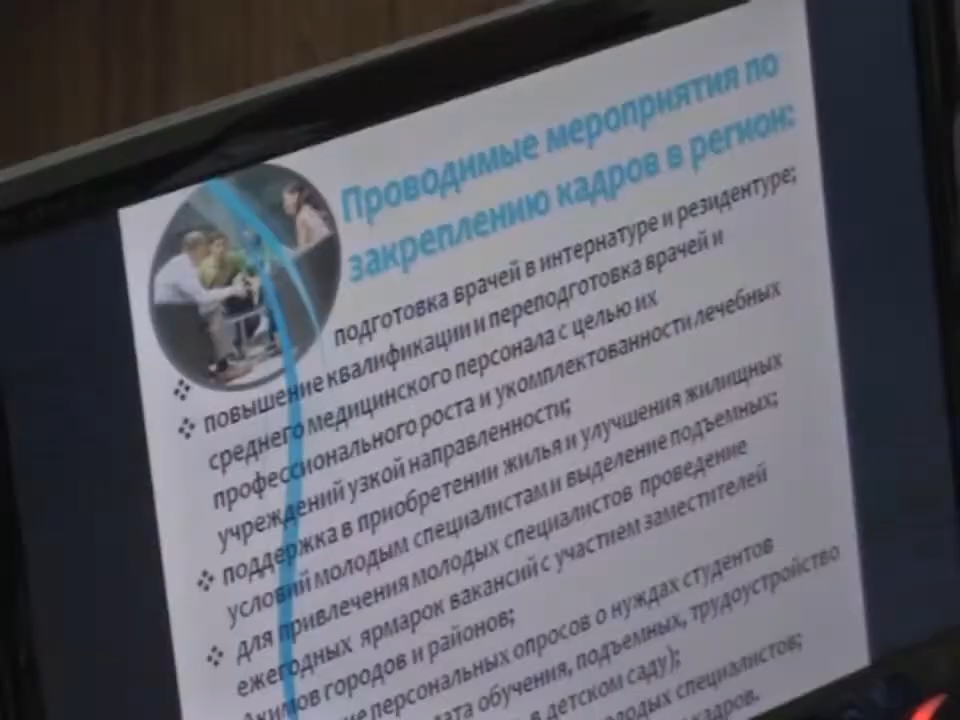 Проводимые мероприятия по
закреплению кадров в регион:
подготовка врачей в интернатуре и резидентуре;
повышение квалификации и переподготовка врачей и
среднего медицинского персонала с целью их
профессионального роста и укомплектованности лечебных
учреждений узкой направленности;
поддержка в приобретении жилья и улучшения жилищных
условий молодым специалистам и выделение подъемных;
для привлечения молодых специалистов проведение
ежегодных ярмарок вакансий с участием заместителей
Акимов городов и районов;
персональных опросов о нуждах студентов
обучения, подъемных, трудоустройство
в детском саду);
специалистов;
кадров.